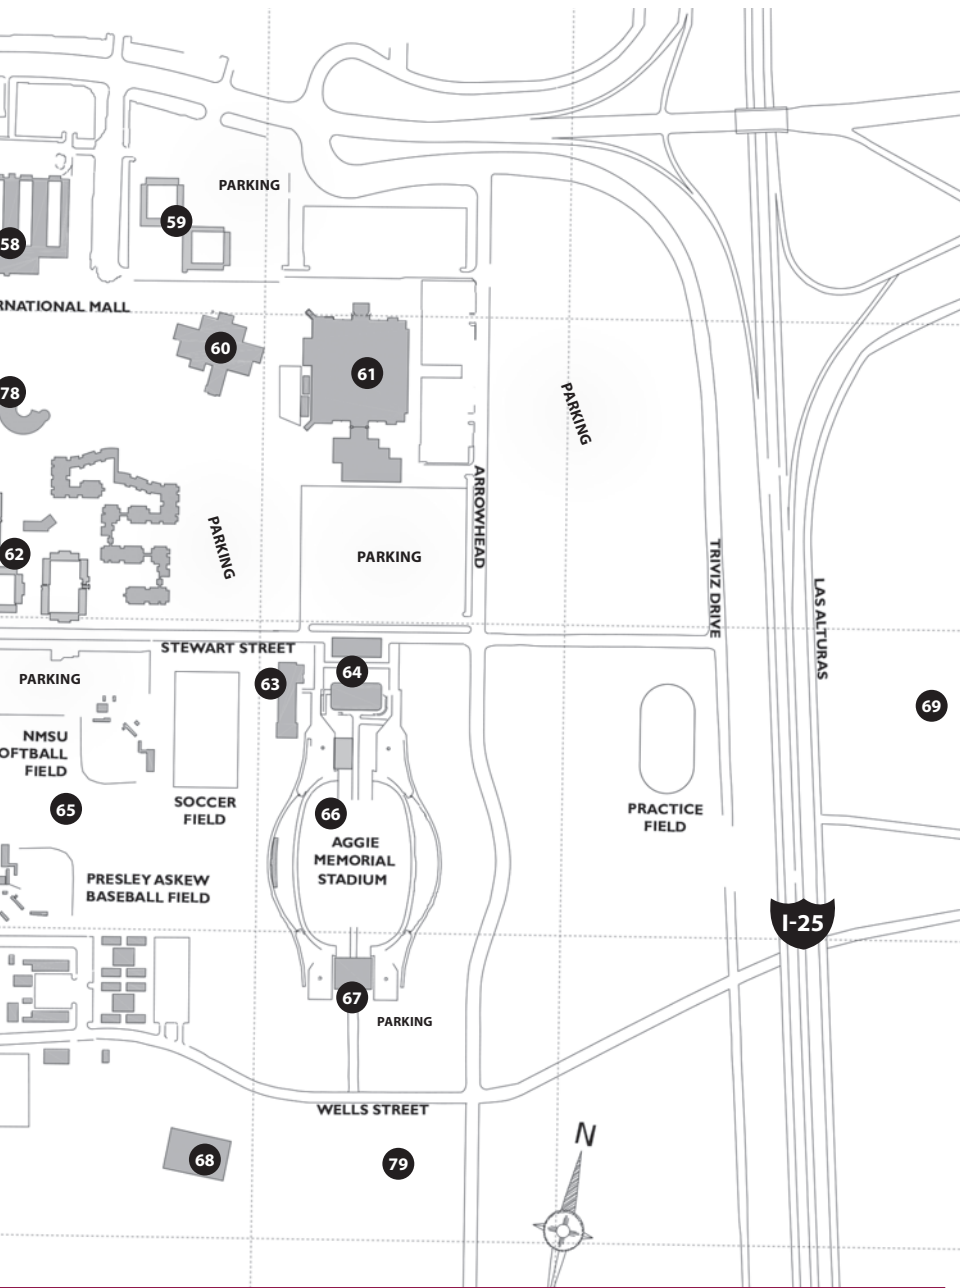 PARKING
59
58
RNATIONAL MALL
60
61
78
PARKING
ARROWHEAD
PARKING
PARKING
62
TRIVIZ DRIVE
LAS ALTURAS
STEWART STREET
64
63
PARKING
69
NMSU
OFTBALL
FIELD
65
SOCCER
FIELD
66
PRACTICE
FIELD
AGGIE
MEMORIAL
STADIUM
PRESLEY ASKEW
BASEBALL FIELD
I-25
67
PARKING
WELLS STREET
N
68
79